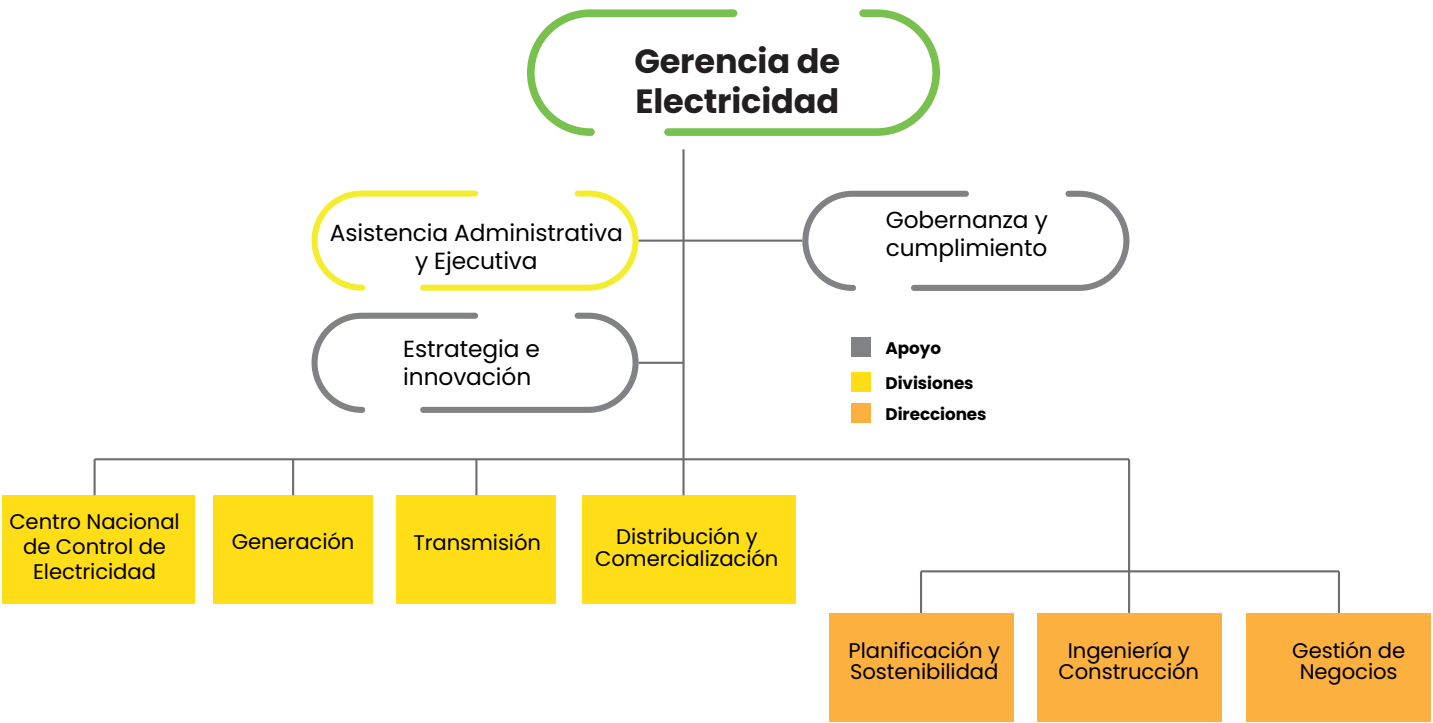 Gerencia de
Electricidad
Asistencia Administrativa
y Ejecutiva
Gobernanza y
cumplimiento
Estrategia e
innovación
Apoyo
Divisiones
Direcciones
Centro Nacional
de Control de
Electricidad
Generación
Transmisión
Distribución y
Comercialización
Planificación y
Sostenibilidad
Ingeniería y
Construcción
Gestión de
Negocios